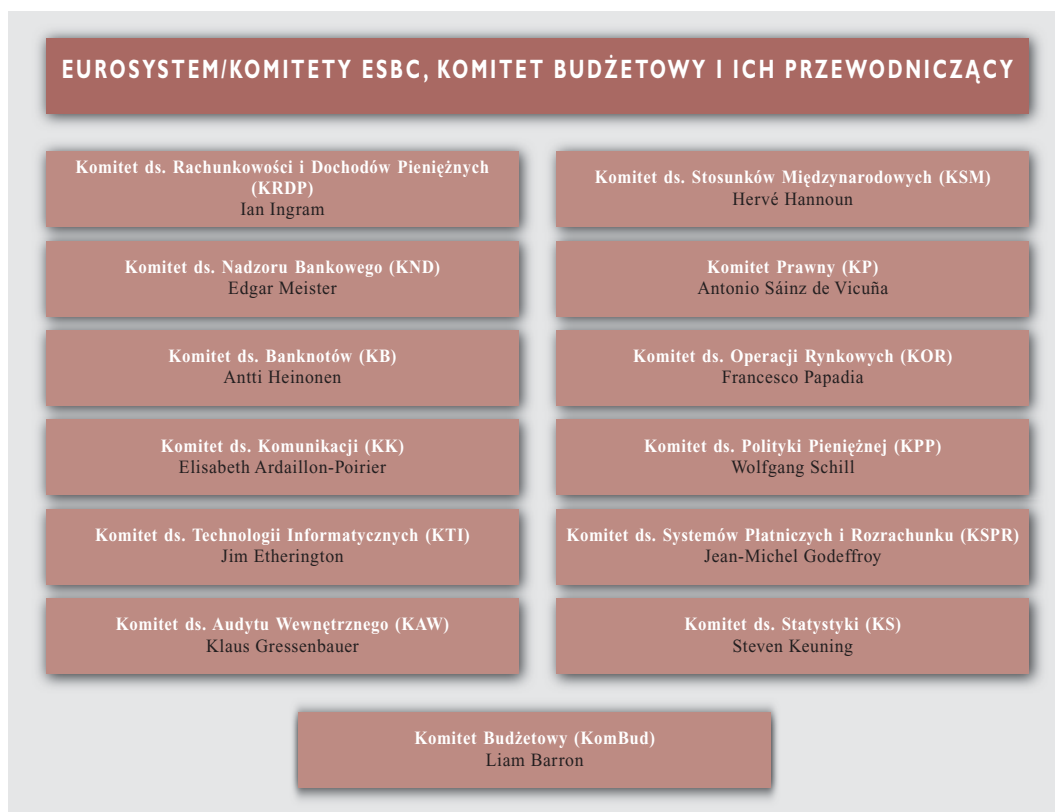 EUROSYSTEM/KOMITETY ESBC, KOMITET BUDŻETOWY I ICH PRZEWODNICZĄCY
Komitet ds. Rachunkowości i Dochodów Pieniężnych
(KRDP)
Ian Ingram
Komitet ds. Stosunków Międzynarodowych (KSM)
Hervé Hannoun
Komitet ds. Nadzoru Bankowego (KND)
Edgar Meister
Komitet Prawny (KP)
Antonio Sáinz de Vicuña
Komitet ds. Banknotów (KB)
Antti Heinonen
Komitet ds. Operacji Rynkowych (KOR)
Francesco Papadia
Komitet ds. Komunikacji (KK)
Elisabeth Ardaillon-Poirier
Komitet ds. Polityki Pieniężnej (KPP)
Wolfgang Schill
Komitet ds. Technologii Informatycznych (KTI)
Jim Etherington
Komitet ds. Systemów Płatniczych i Rozrachunku (KSPR)
Jean-Michel Godeffroy
Komitet ds. Audytu Wewnętrznego (KAW)
Klaus Gressenbauer
Komitet ds. Statystyki (KS)
Steven Keuning
Komitet Budżetowy (KomBud)
Liam Barron